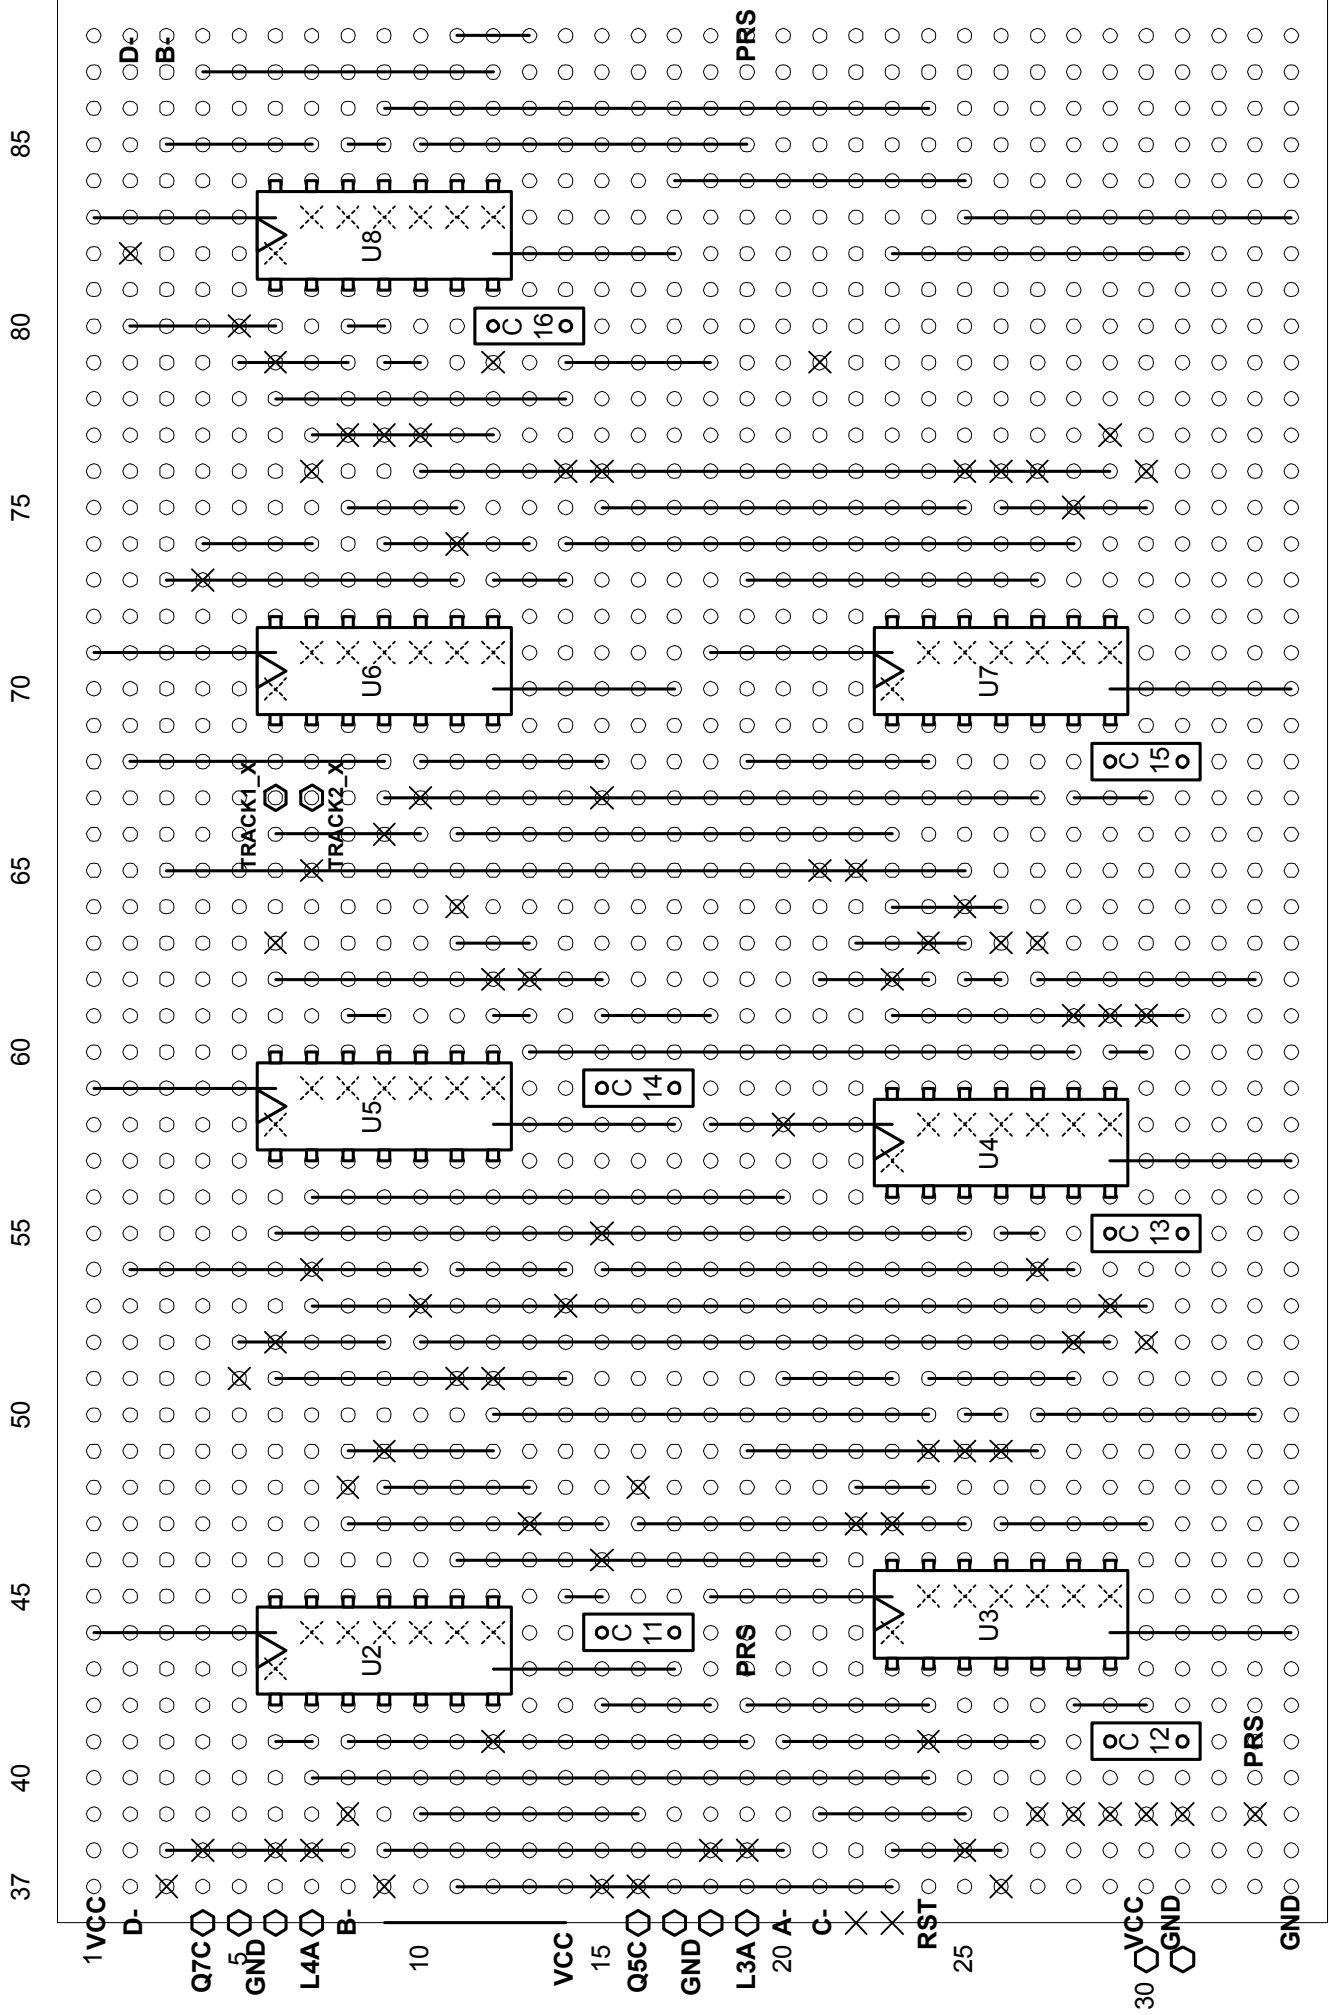 85
80
75
70
65
60
55
50
45
40
37
D-
B-
PRS
U8
C 16
U6
U7
TRACK1_X
TRACK2_X
C 15
U5
C 14
U4
C 13
U2
C 11
PRS
U3
C 12
PRS
1 VCC
D-
Q7C
5
GND
L4A
B-
10
VCC
15
Q5C
GND
L3A
20
A-
C-
RST
25
VCC
30
GND
GND